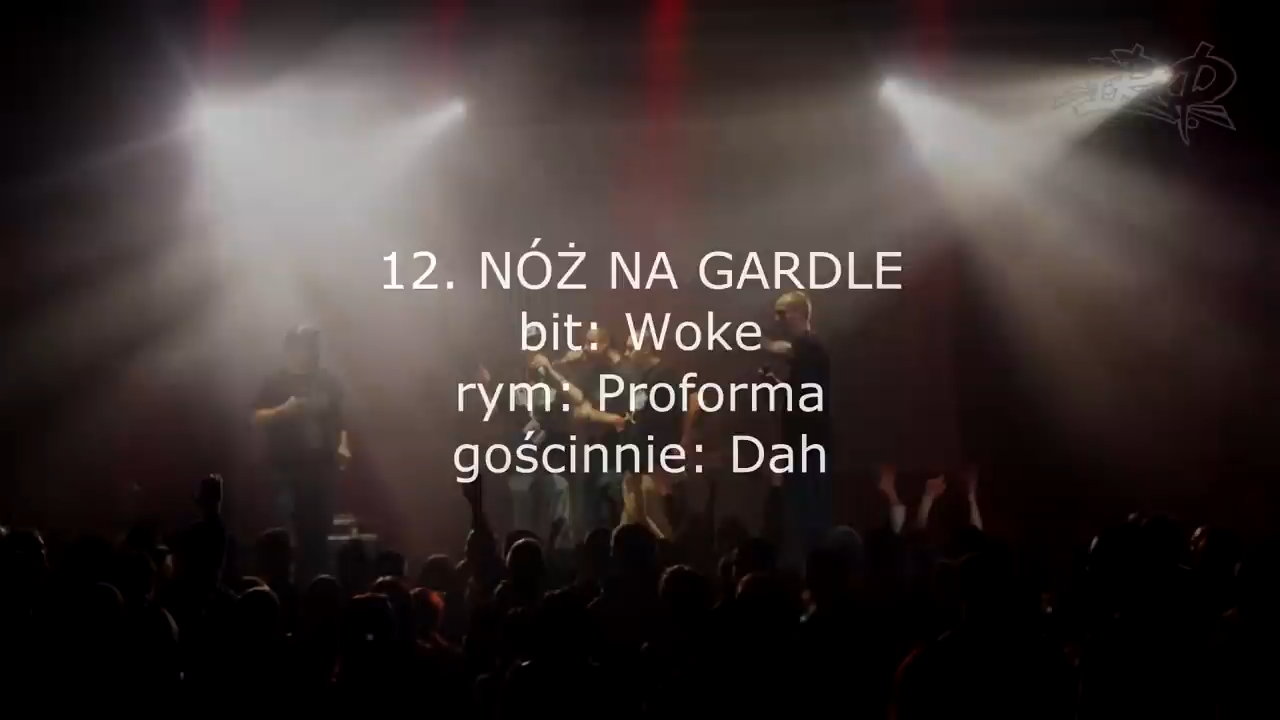 12. NÓŻ NA GARDLE
bit: Woke
rym: Proforma
gościnnie: Dah